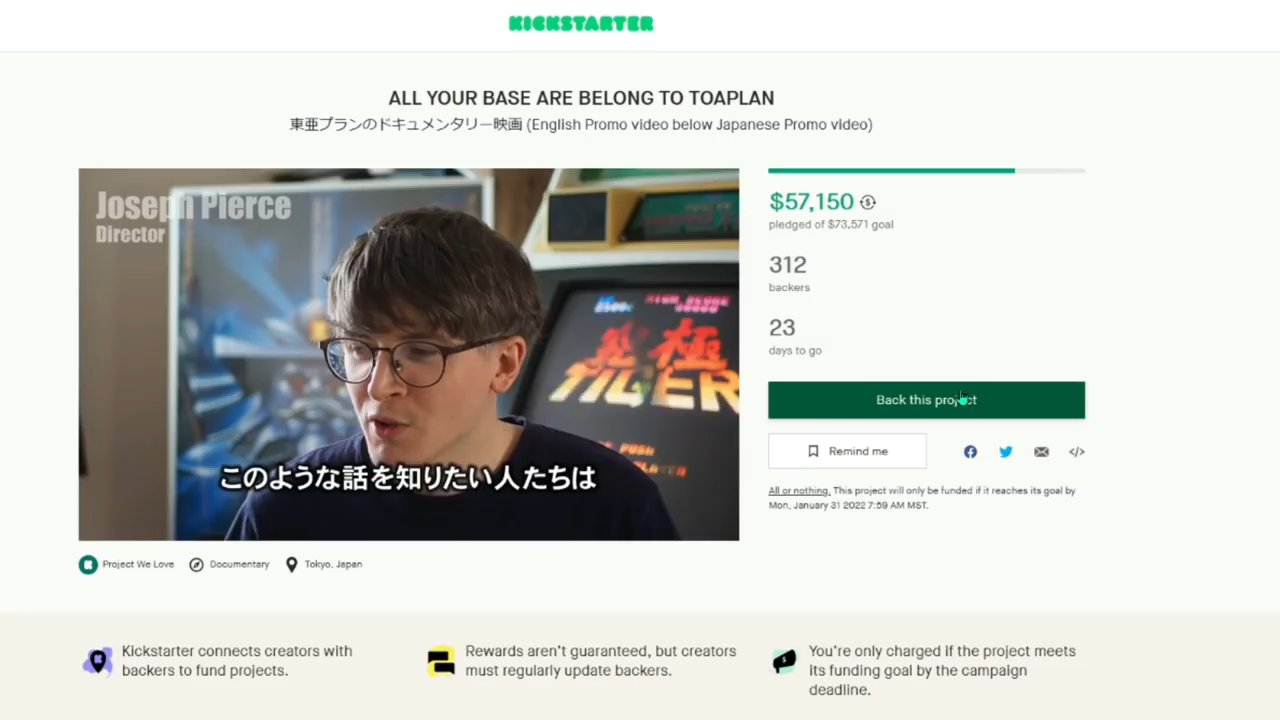 KICKSTARTER
ALL YOUR BASE ARE BELONG TO TOAPLAN
東亜プランのドキュメンタリー映画 (English Promo video below Japanese Promo video)
Joseph Pierce
Director
HIGH SCORE
究極
TIGER
PUSH
このような話を知りたい人たちは
$57,150
pledged of $73,571 goal
312
backers
23
days to go
Back this project
Remind me
All or nothing. This project will only be funded if it reaches its goal by
Mon, January 31 2022 7:59 AM MST.
Project We Love
Documentary
Tokyo, Japan
Kickstarter connects creators with
backers to fund projects.
Rewards aren't guaranteed, but creators
must regularly update backers.
You're only charged if the project meets
its funding goal by the campaign
deadline.